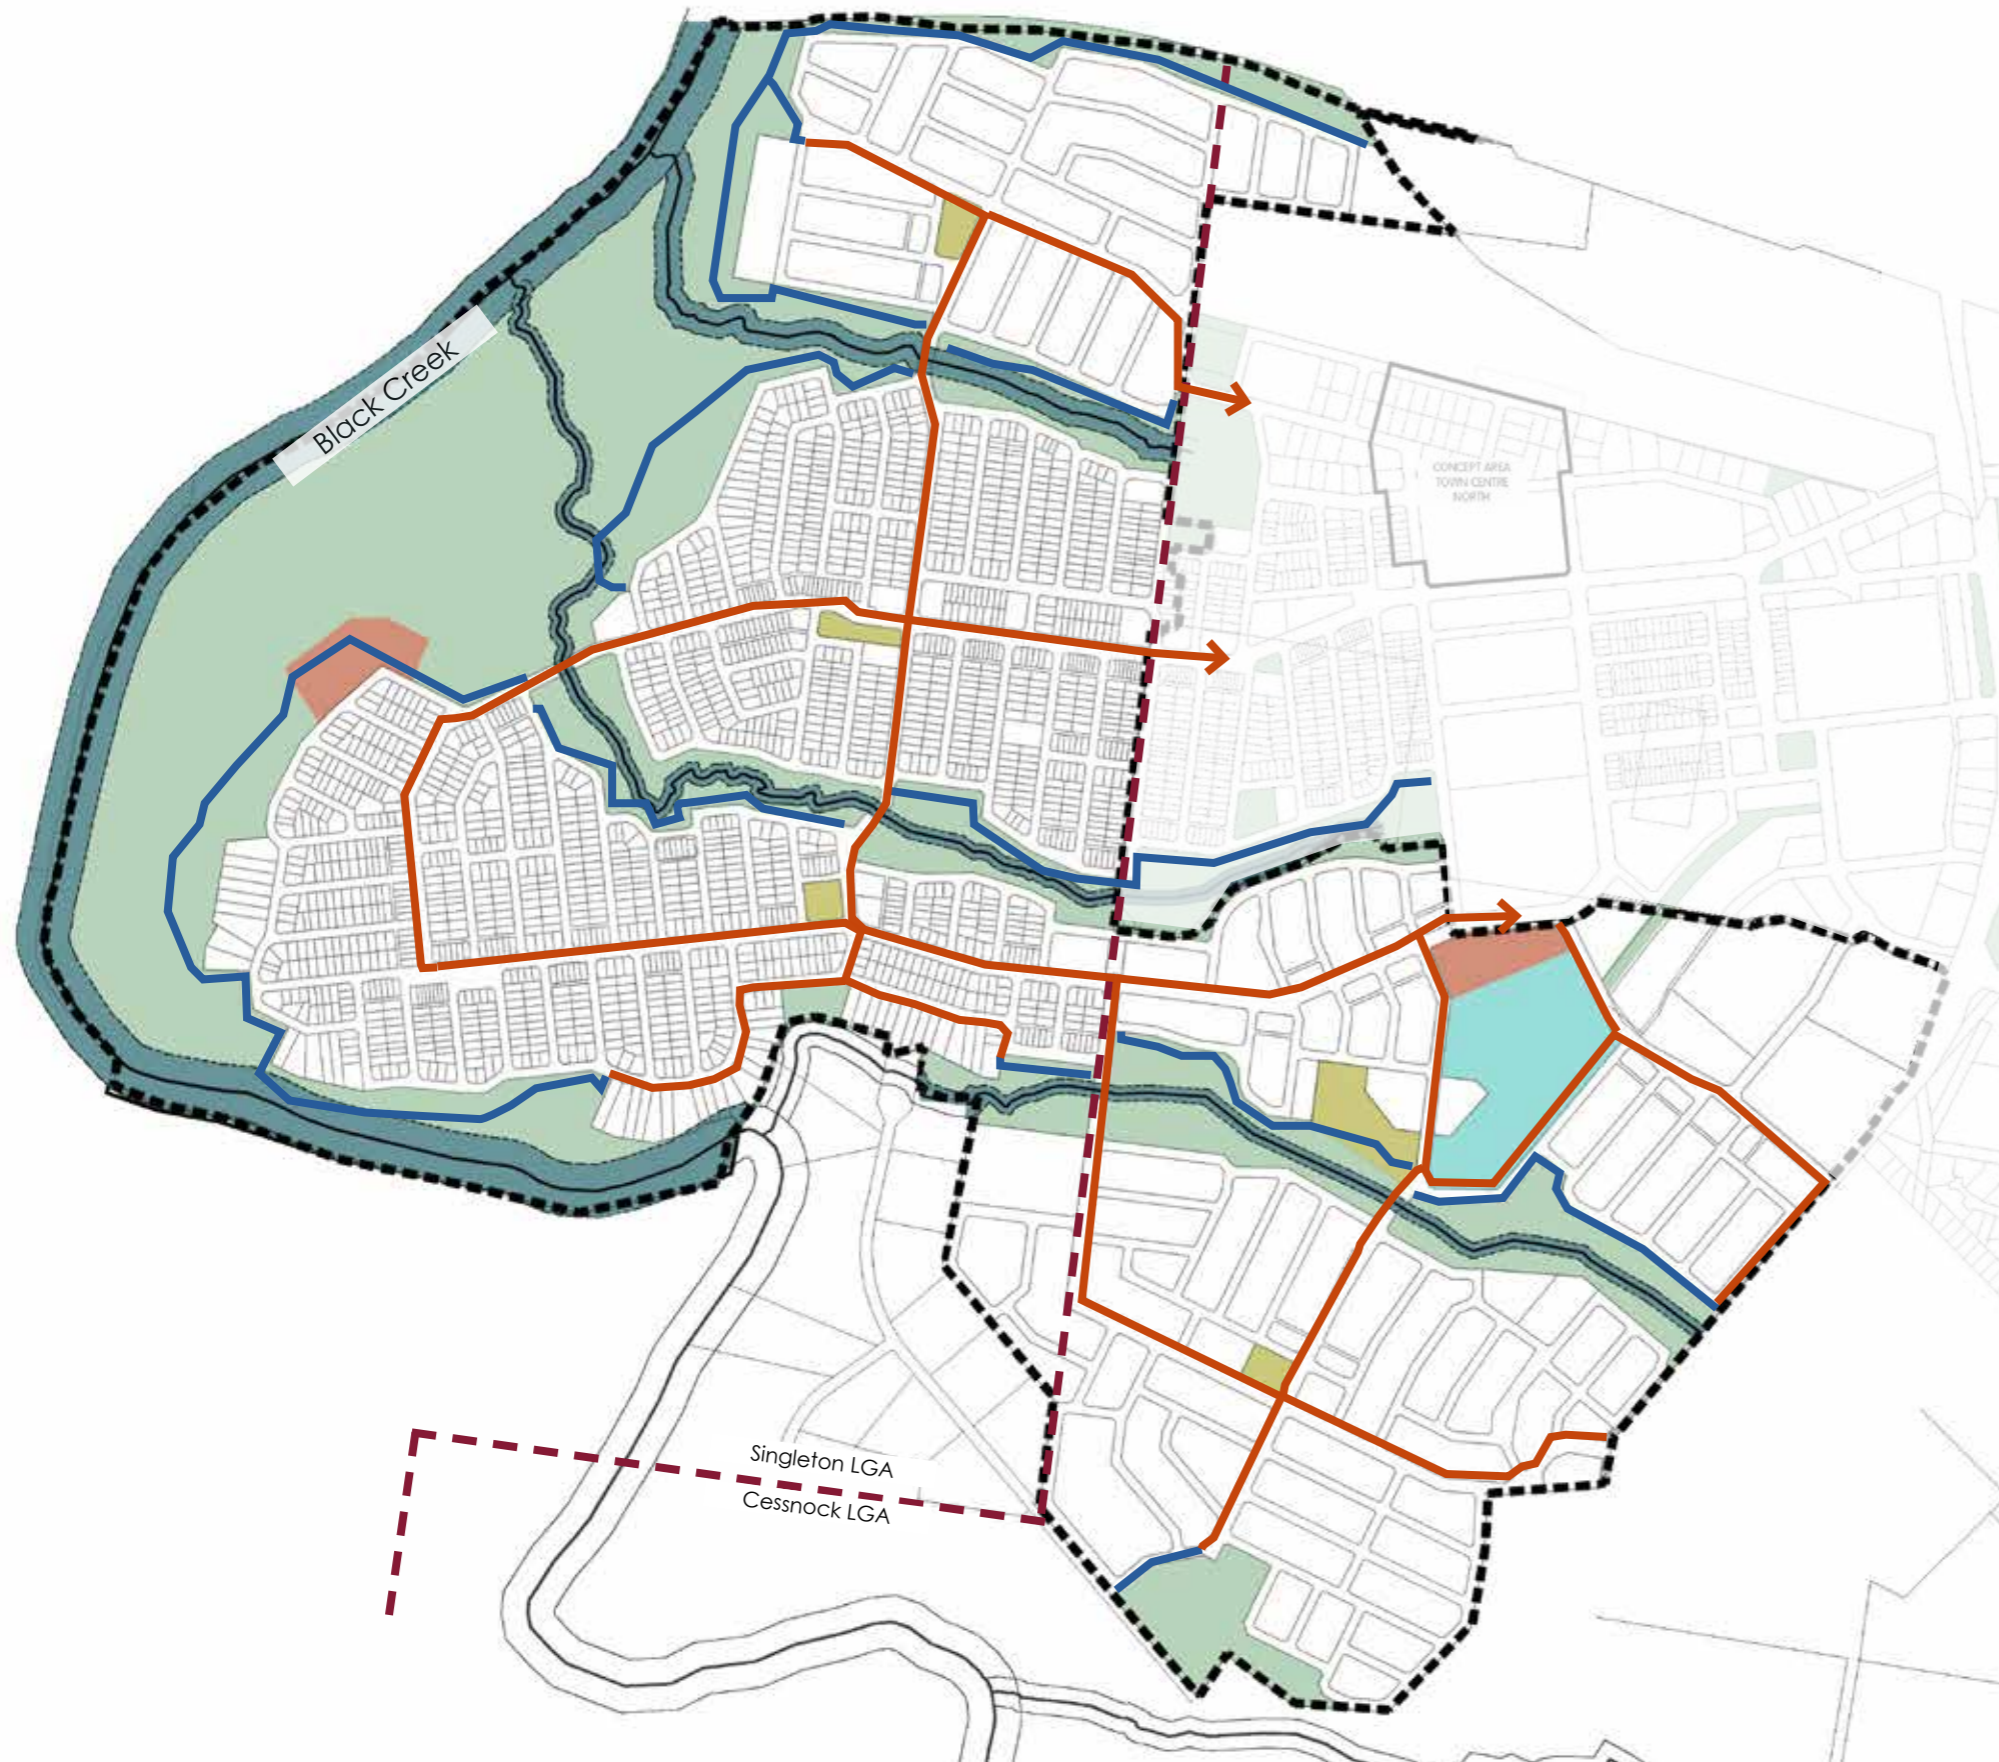 Black Creek
CONCEPT AREA
TOWN CENTRE
NORTH
Singleton LGA
Cessnock LGA